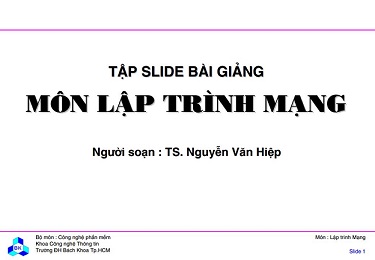 TẬP SLIDE BÀI GIẢNG
MÔN LẬP TRÌNH MẠNG
Người soạn : TS. Nguyễn Văn Hiệp
BK
Bộ môn : Công nghệ phần mềm
Khoa Công nghệ Thông tin
Trường ĐH Bách Khoa Tp.HCM
Môn : Lập trình Mạng
Slide 1